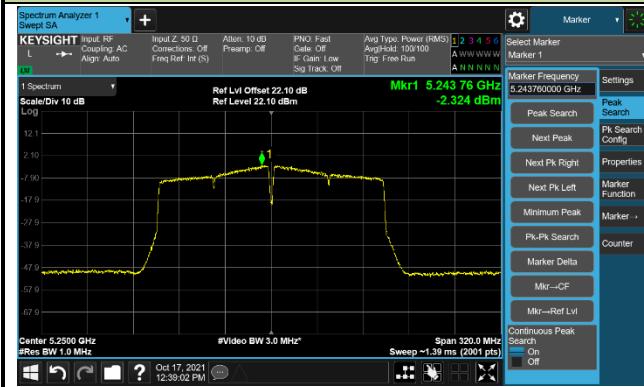 Spectrum Analyzer 1
Swept SA
Marker
KEYSIGHT
L
Input: RF
Coupling: AC
Align: Auto
Input Z: 50 Ω
Corrections: Off
Freq Ref: Int (S)
Atten: 10 dB
Preamp: Off
PNO: Fast
Gate: Off
IF Gain: Low
Sig Track: Off
Avg Type: Power (RMS)
Avg|Hold: 100/100
Trig: Free Run
1 2 3 4 5 6
A W W W W W
A N N N N N
Select Marker
Marker 1
1 Spectrum
Scale/Div 10 dB
Log
Ref Lvl Offset 22.10 dB
Ref Level 22.10 dBm
Mkr1 5.243 76 GHz
-2.324 dBm
Marker Frequency
5.243760000 GHz
Peak Search
Next Peak
Next Pk Right
Next Pk Left
Minimum Peak
Pk-Pk Search
Marker Delta
Mkr→CF
Mkr→Ref Lvl
Continuous Peak
Search
On
Off
Settings
Peak
Search
Pk Search
Config
Properties
Marker
Function
Marker→
Counter
12.1
2.10
-7.90
-17.9
-27.9
-37.9
-47.9
-57.9
-67.9
1
Center 5.2500 GHz
#Res BW 1.0 MHz
#Video BW 3.0 MHz*
Span 320.0 MHz
Sweep ~1.39 ms (2001 pts)
?
Oct 17, 2021
12:39:02 PM